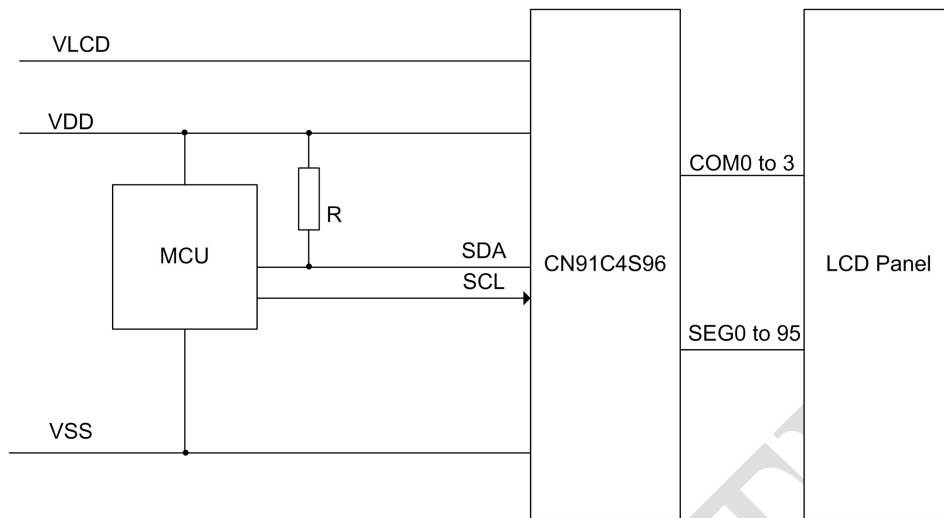 VLCD
VDD
COM0 to 3
R
MCU
SDA
CN91C4S96
LCD Panel
SCL
SEG0 to 95
VSS